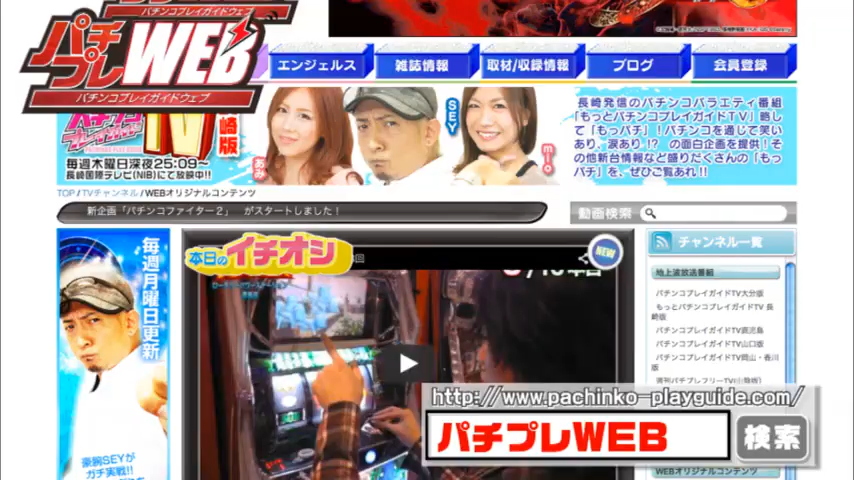 パチンコプレイガイドウェブ
パチプレWEB
パチンコプレイガイドウェブ
エンジェルス
雑誌情報
取材/収録情報
ブログ
会員登録
崎版
毎週木曜日深夜25:09～
長崎国際テレビ(NIB)にて放映中!!
あみ
SEY
mio
長崎発信のパチンコバラエティ番組
「もっとパチンコプレイガイドTV」略し
て「もっパチ」！パチンコを通じて笑い
あり、涙あり!?　の面白企画を提供！そ
の他新台情報など盛りだくさんの「もっ
パチ」を、ぜひご覧あれ!!
TOP / TVチャンネル / WEBオリジナルコンテンツ
新企画「パチンコファイター２」　がスタートしました！
動画検索
毎週月曜日更新
豪腕SEYが
ガチ実戦!!
本日のイチオシ
NEW
チャンネル一覧
地上波放送番組
パチンコプレイガイドTV大分版
もっとパチンコプレイガイドTV 長
崎版
パチンコプレイガイドTV鹿児島
パチンコプレイガイドTV山口版
パチンコプレイガイドTV岡山・香川
版
週刊パチプレフリーTV(山陰版)
http://www.pachinko-playguide.com/
パチプレWEB
検索
WEBオリジナルコンテンツ